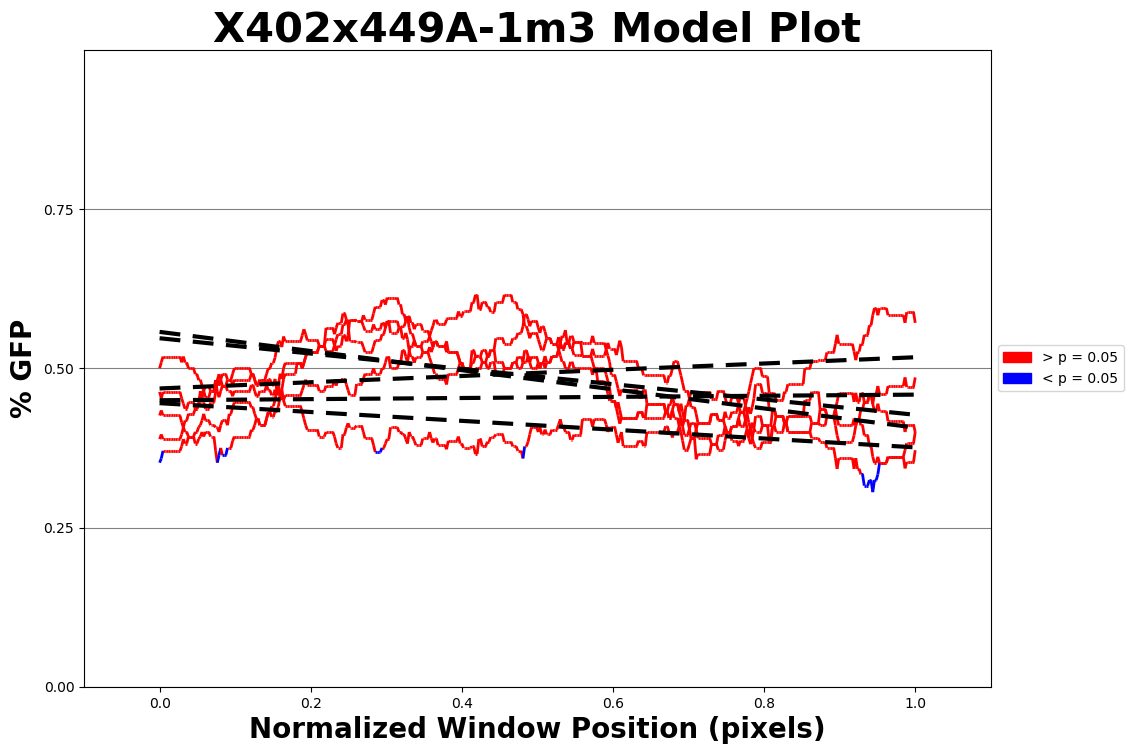 X402x449A-1m3 Model Plot
% GFP
0.75
0.50
0.25
0.00
> p = 0.05
< p = 0.05
0.0 0.2 0.4 0.6 0.8 1.0
Normalized Window Position (pixels)